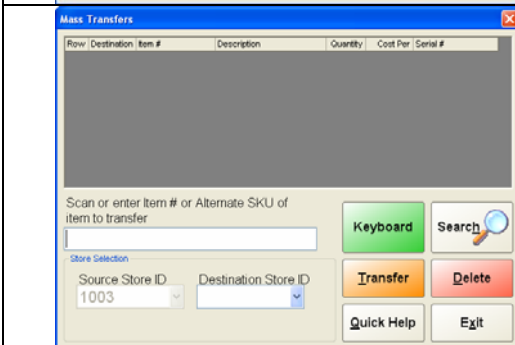 Mass Transfers
Row Destination Item # Description Quantity Cost Per Serial #
Scan or enter Item # or Alternate SKU of
item to transfer
Keyboard Search
Store Selection
Source Store ID Destination Store ID
1003
Transfer Delete
Quick Help Exit